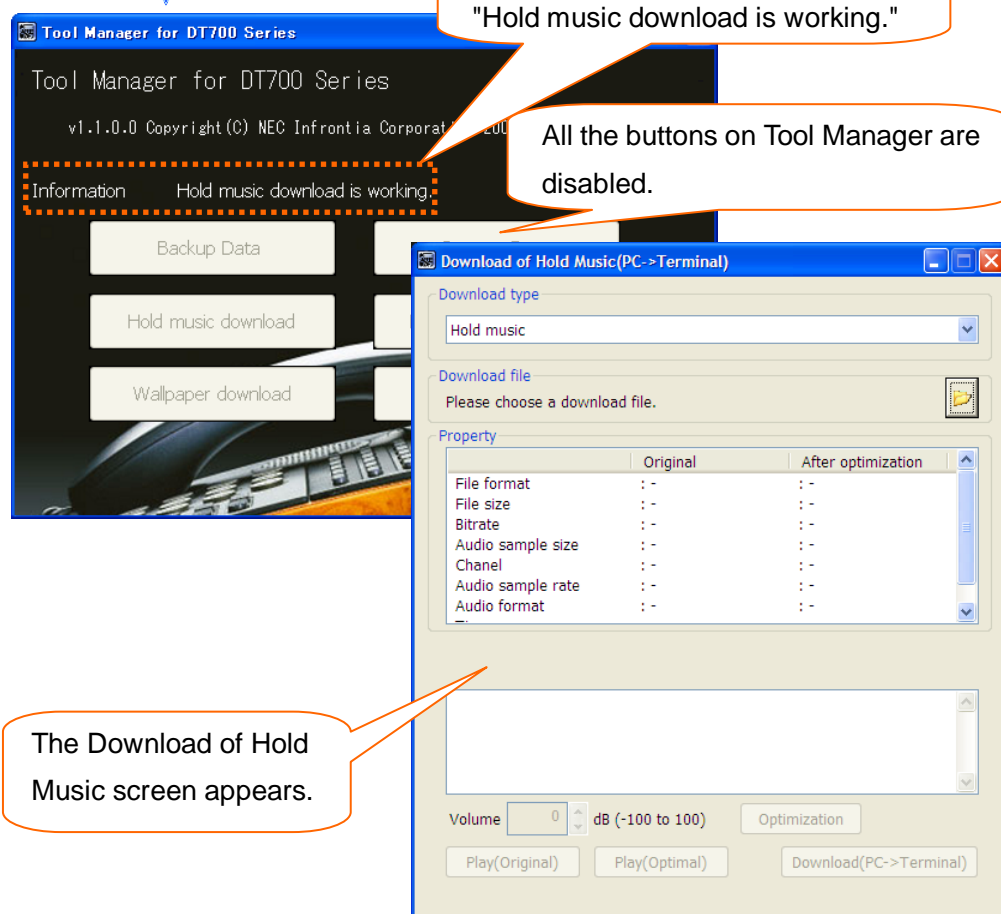 "Hold music download is working."
Tool Manager for DT700 Series
Tool Manager for DT700 Series
v1.1.0.0 Copyright(C) NEC Infrontia
All the buttons on Tool Manager are
disabled.
Information Hold music download is working.
Backup Data
Hold music download
Wallpaper download
Download of Hold Music(PC->Terminal)
Download type
Hold music
Download file
Please choose a download file.
Property
Original After optimization
File format : - : -
File size : - : -
Bitrate : - : -
Audio sample size : - : -
Chanel : - : -
Audio sample rate : - : -
Audio format : - : -
The Download of Hold
Music screen appears.
Volume 0 dB (-100 to 100) Optimization
Play(Original) Play(Optimal) Download(PC->Terminal)